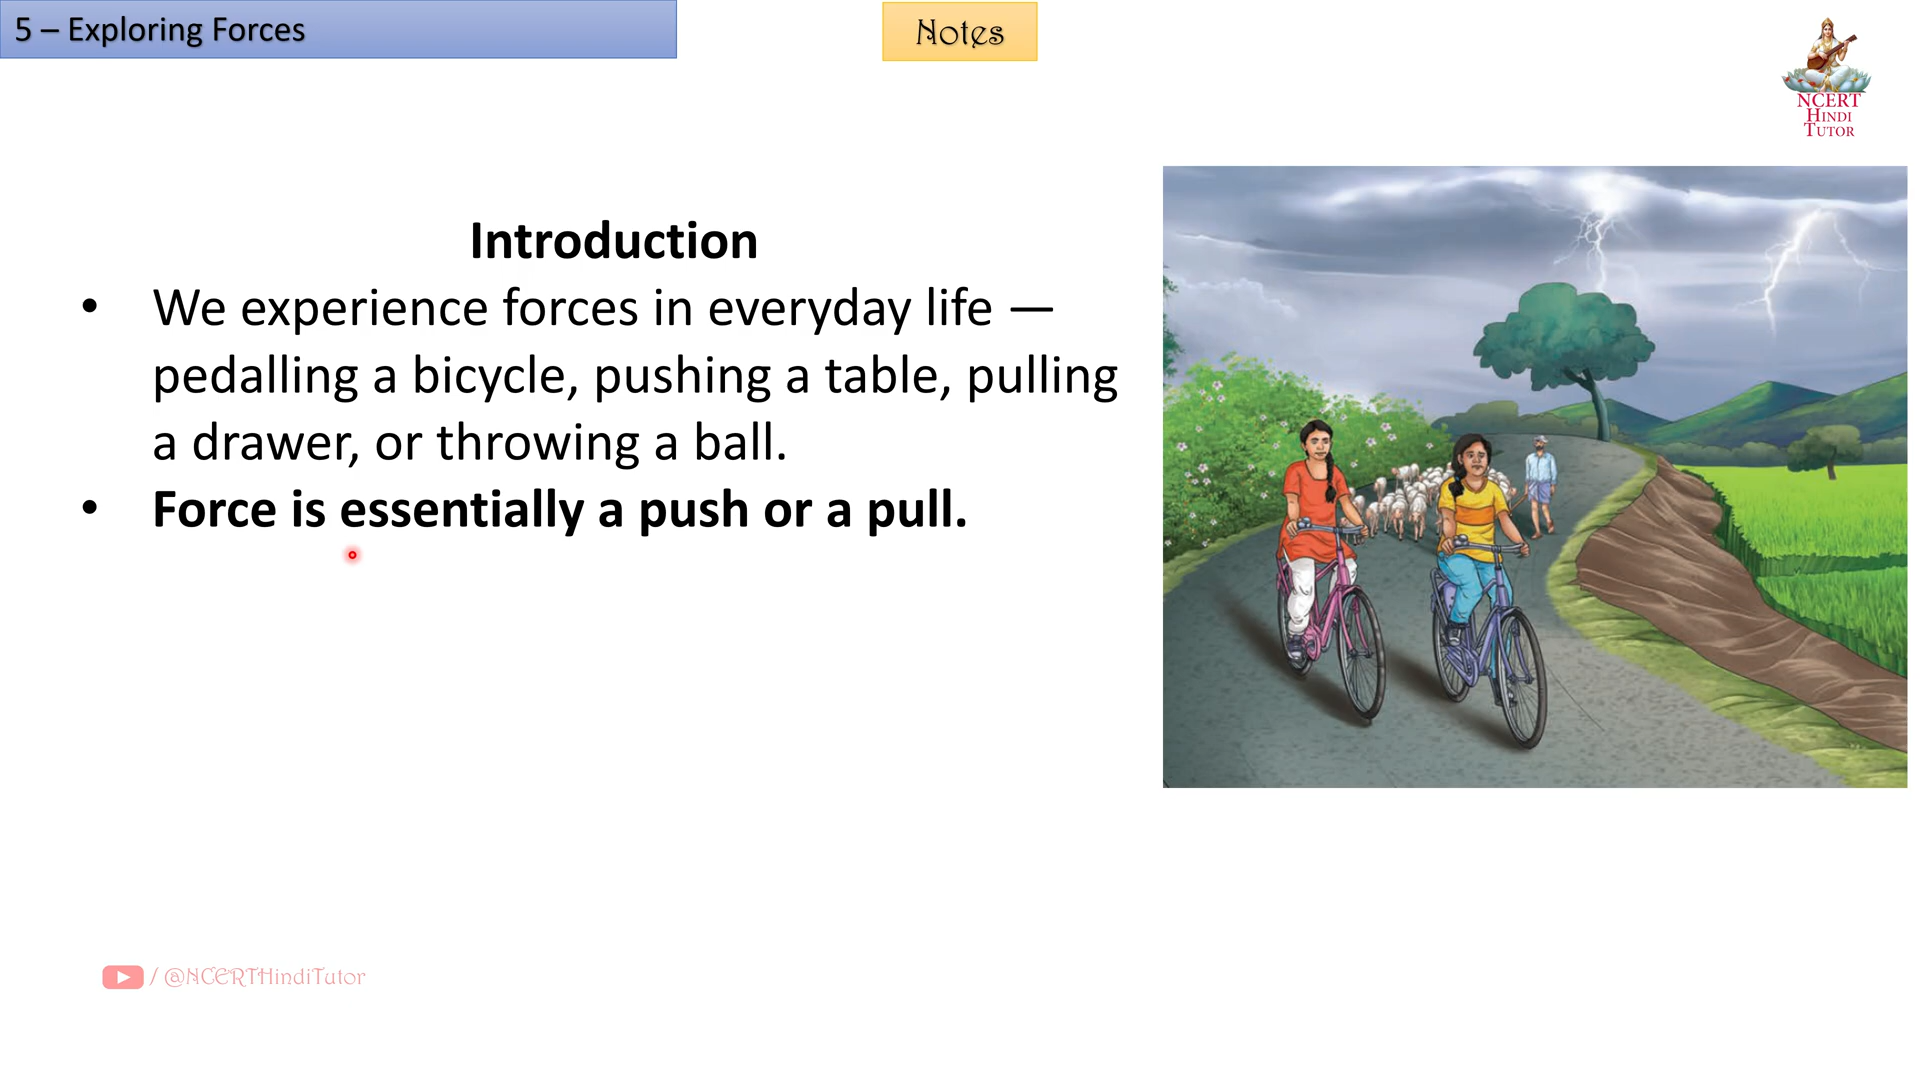 5 – Exploring Forces
Notes
NCERT
HINDI
TUTOR
Introduction
• We experience forces in everyday life —
pedalling a bicycle, pushing a table, pulling
a drawer, or throwing a ball.
• Force is essentially a push or a pull.
/ @NCERTHindiTutor